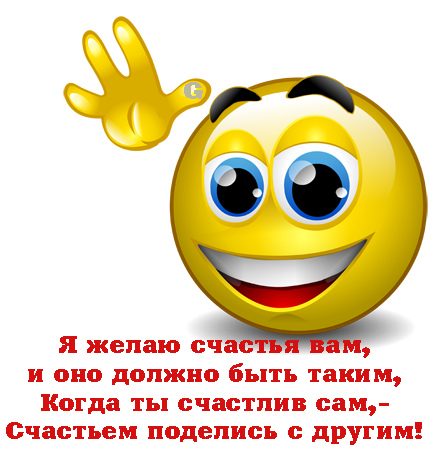 Я желаю счастья вам,
и оно должно быть таким,
Когда ты счастлив сам,-
Счастьем поделись с другим!